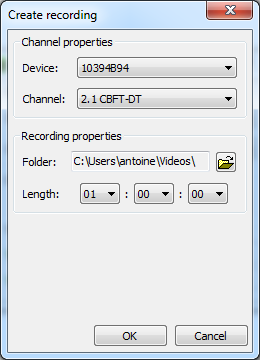 Create recording
Channel properties
Device: 10394B94
Channel: 2.1 CBFT-DT
Recording properties
Folder: C:\Users\antoine\Videos\
Length: 01 : 00 : 00
OK Cancel